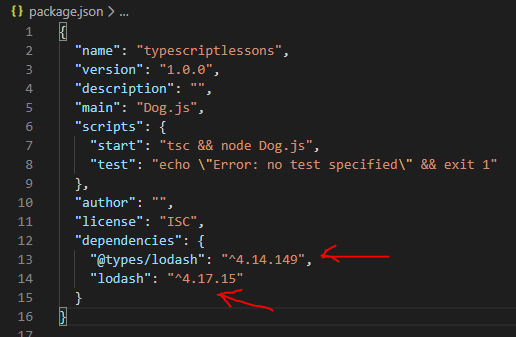 {} package.json > ...
1 {
2 "name": "typescriptlessons",
3 "version": "1.0.0",
4 "description": "",
5 "main": "Dog.js",
6 "scripts": {
7 "start": "tsc && node Dog.js",
8 "test": "echo \"Error: no test specified\" && exit 1"
9 },
10 "author": "",
11 "license": "ISC",
12 "dependencies": {
13 "@types/lodash": "^4.14.149",
14 "lodash": "^4.17.15"
15 }
16 }
17